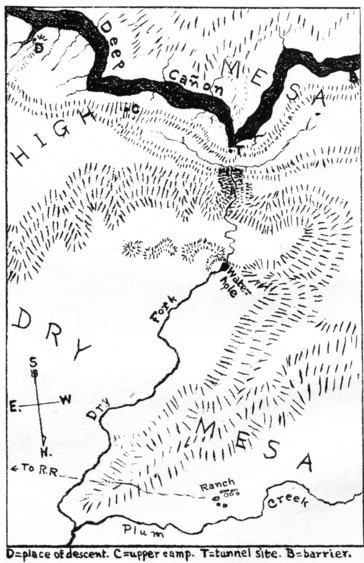 D
Deep
Cañon
MESA
C
HIGH
T
B
Water
hole
Fork
DRY
Dry
S
E. W
N.
MESA
← TO R.R.
Ranch
Creek
Plum
D=place of descent. C=upper camp. T=tunnel site. B=barrier.